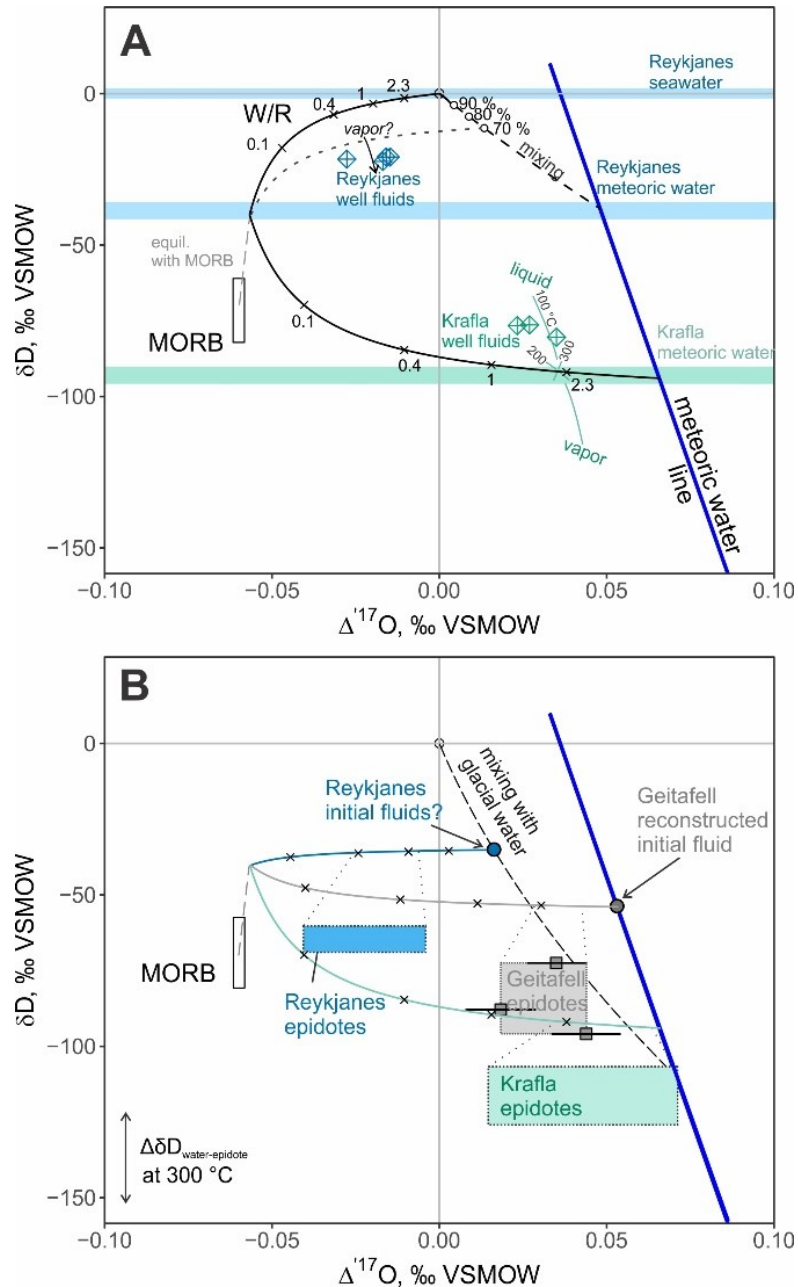 A
Reykjanes
seawater
0
2.3
1
0.4
W/R
0.1
90 %
80 %
70 %
mixing
vapor?
Reykjanes
well fluids
Reykjanes
meteoric water
equil.
with MORB
MORB
−50
δD, ‰ VSMOW
liquid
100 °C
200
300
Krafla
well fluids
Krafla
meteoric water
0.1
0.4
1
2.3
−100
vapor
meteoric water
line
−150
−0.10
−0.05
0.00
0.05
0.10
Δ'17O, ‰ VSMOW
B
0
mixing with
glacial water
Reykjanes
initial fluids?
Geitafell
reconstructed
initial fluid
−50
δD, ‰ VSMOW
MORB
Reykjanes
epidotes
Geitafell
epidotes
−100
Krafla
epidotes
ΔδDwater-epidote
at 300 °C
−150
−0.10
−0.05
0.00
0.05
0.10
Δ'17O, ‰ VSMOW